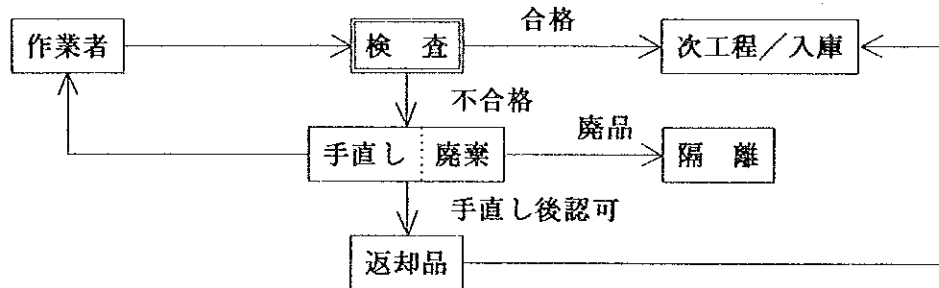 合格
作業者
検 査
次工程／入庫
不合格
手直し
廃棄
廃品
隔 離
手直し後認可
返却品